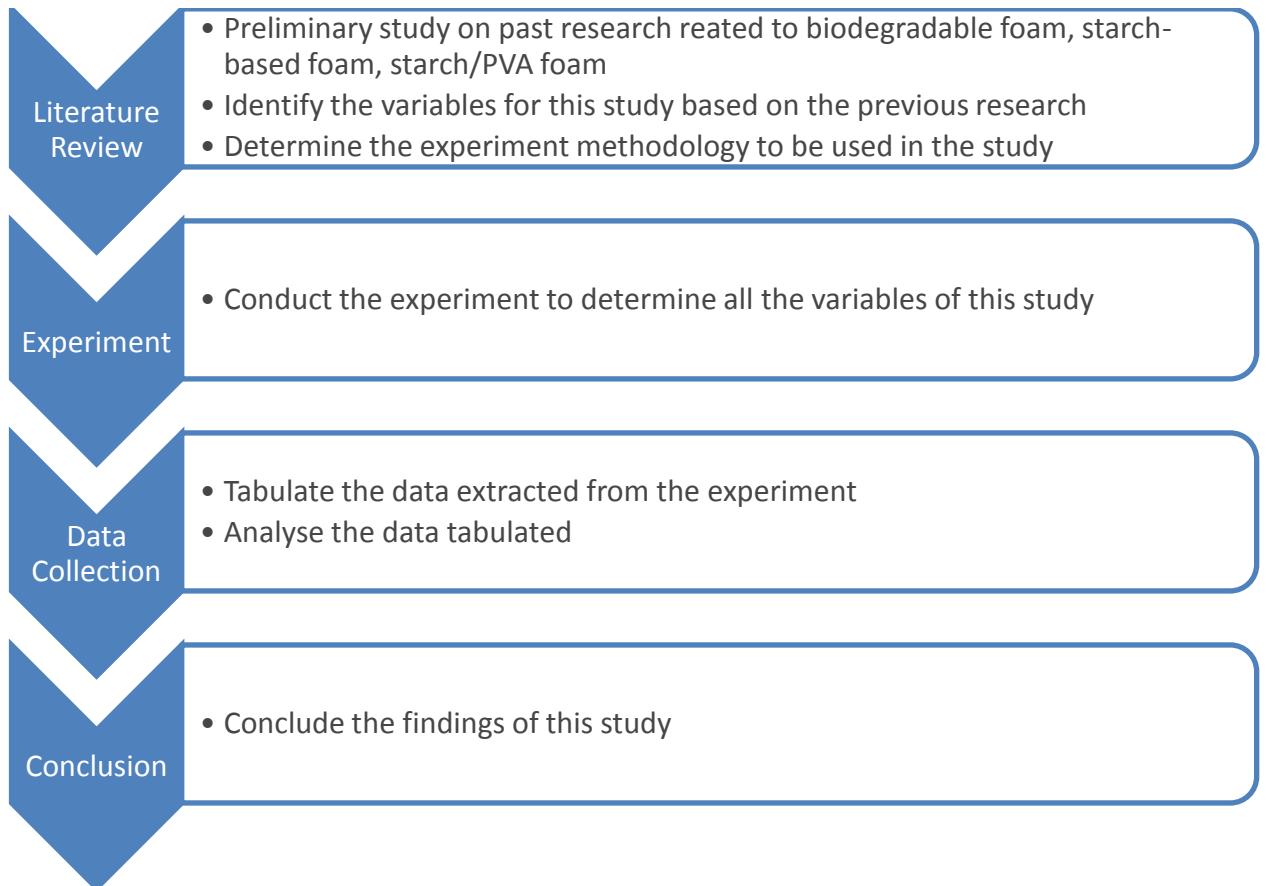 Literature
Review
• Preliminary study on past research reated to biodegradable foam, starch-
based foam, starch/PVA foam
• Identify the variables for this study based on the previous research
• Determine the experiment methodology to be used in the study
Experiment
• Conduct the experiment to determine all the variables of this study
Data
Collection
• Tabulate the data extracted from the experiment
• Analyse the data tabulated
Conclusion
• Conclude the findings of this study